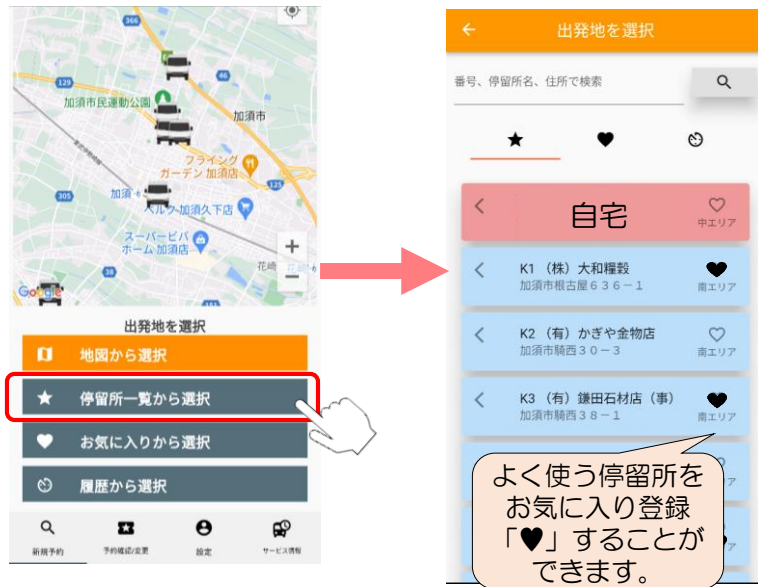 366
129
46
加須市民運動公園
加須市
フライング
ガーデン 加須店
125
305
加須
ベルク 加須久下店
スーパービバ
ホーム 加須店
花崎
38
151
Google
出発地を選択
地図から選択
停留所一覧から選択
お気に入りから選択
履歴から選択
新規予約
予約確認/変更
設定
サービス情報
出発地を選択
番号、停留所名、住所で検索
自宅
中エリア
K1 （株）大和糧穀
加須市根古屋６３６－１
南エリア
K2 （有）かぎや金物店
加須市騎西３０－３
南エリア
K3 （有）鎌田石材店（事）
加須市騎西３８－１
南エリア
よく使う停留所を
お気に入り登録
「♥」することが
できます。